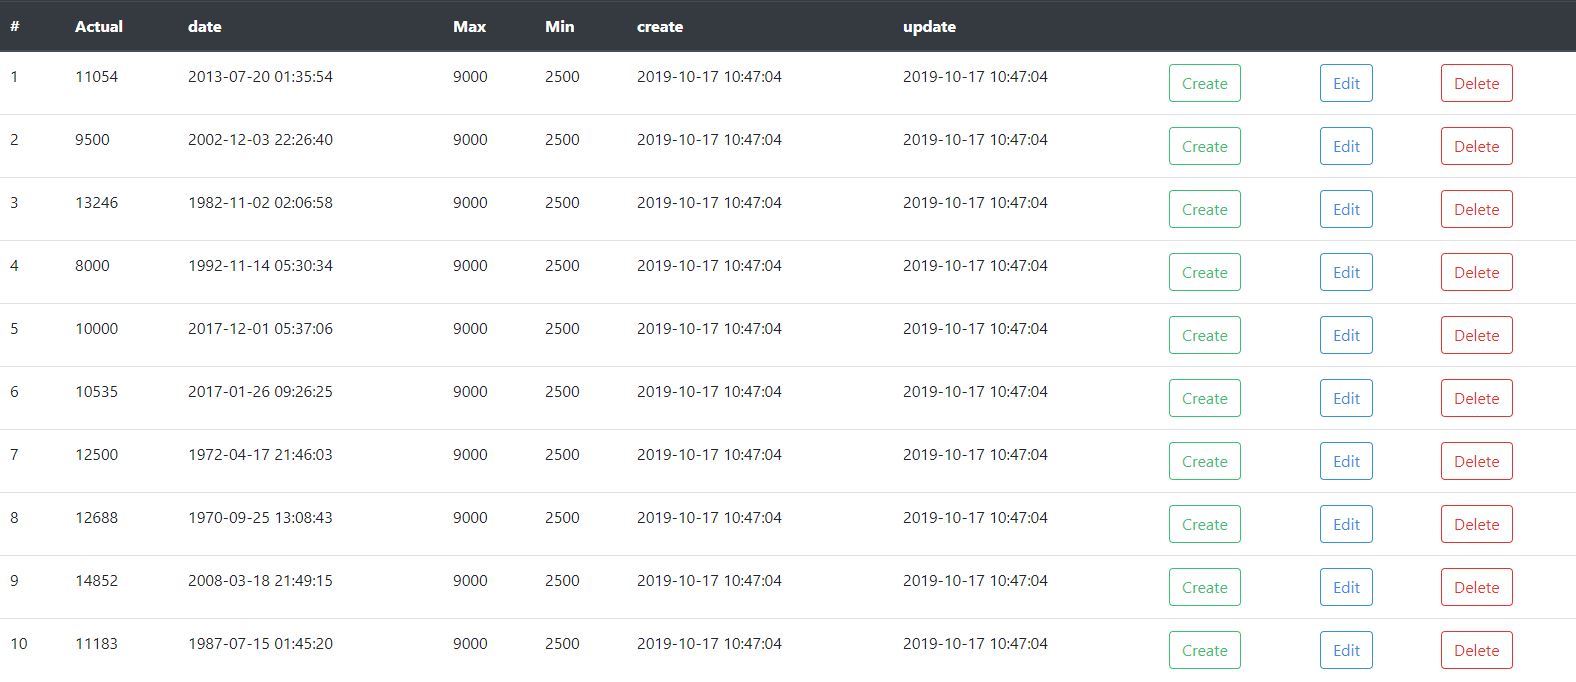 # Actual date Max Min create update
1 11054 2013-07-20 01:35:54 9000 2500 2019-10-17 10:47:04 2019-10-17 10:47:04 Create Edit Delete
2 9500 2002-12-03 22:26:40 9000 2500 2019-10-17 10:47:04 2019-10-17 10:47:04 Create Edit Delete
3 13246 1982-11-02 02:06:58 9000 2500 2019-10-17 10:47:04 2019-10-17 10:47:04 Create Edit Delete
4 8000 1992-11-14 05:30:34 9000 2500 2019-10-17 10:47:04 2019-10-17 10:47:04 Create Edit Delete
5 10000 2017-12-01 05:37:06 9000 2500 2019-10-17 10:47:04 2019-10-17 10:47:04 Create Edit Delete
6 10535 2017-01-26 09:26:25 9000 2500 2019-10-17 10:47:04 2019-10-17 10:47:04 Create Edit Delete
7 12500 1972-04-17 21:46:03 9000 2500 2019-10-17 10:47:04 2019-10-17 10:47:04 Create Edit Delete
8 12688 1970-09-25 13:08:43 9000 2500 2019-10-17 10:47:04 2019-10-17 10:47:04 Create Edit Delete
9 14852 2008-03-18 21:49:15 9000 2500 2019-10-17 10:47:04 2019-10-17 10:47:04 Create Edit Delete
10 11183 1987-07-15 01:45:20 9000 2500 2019-10-17 10:47:04 2019-10-17 10:47:04 Create Edit Delete